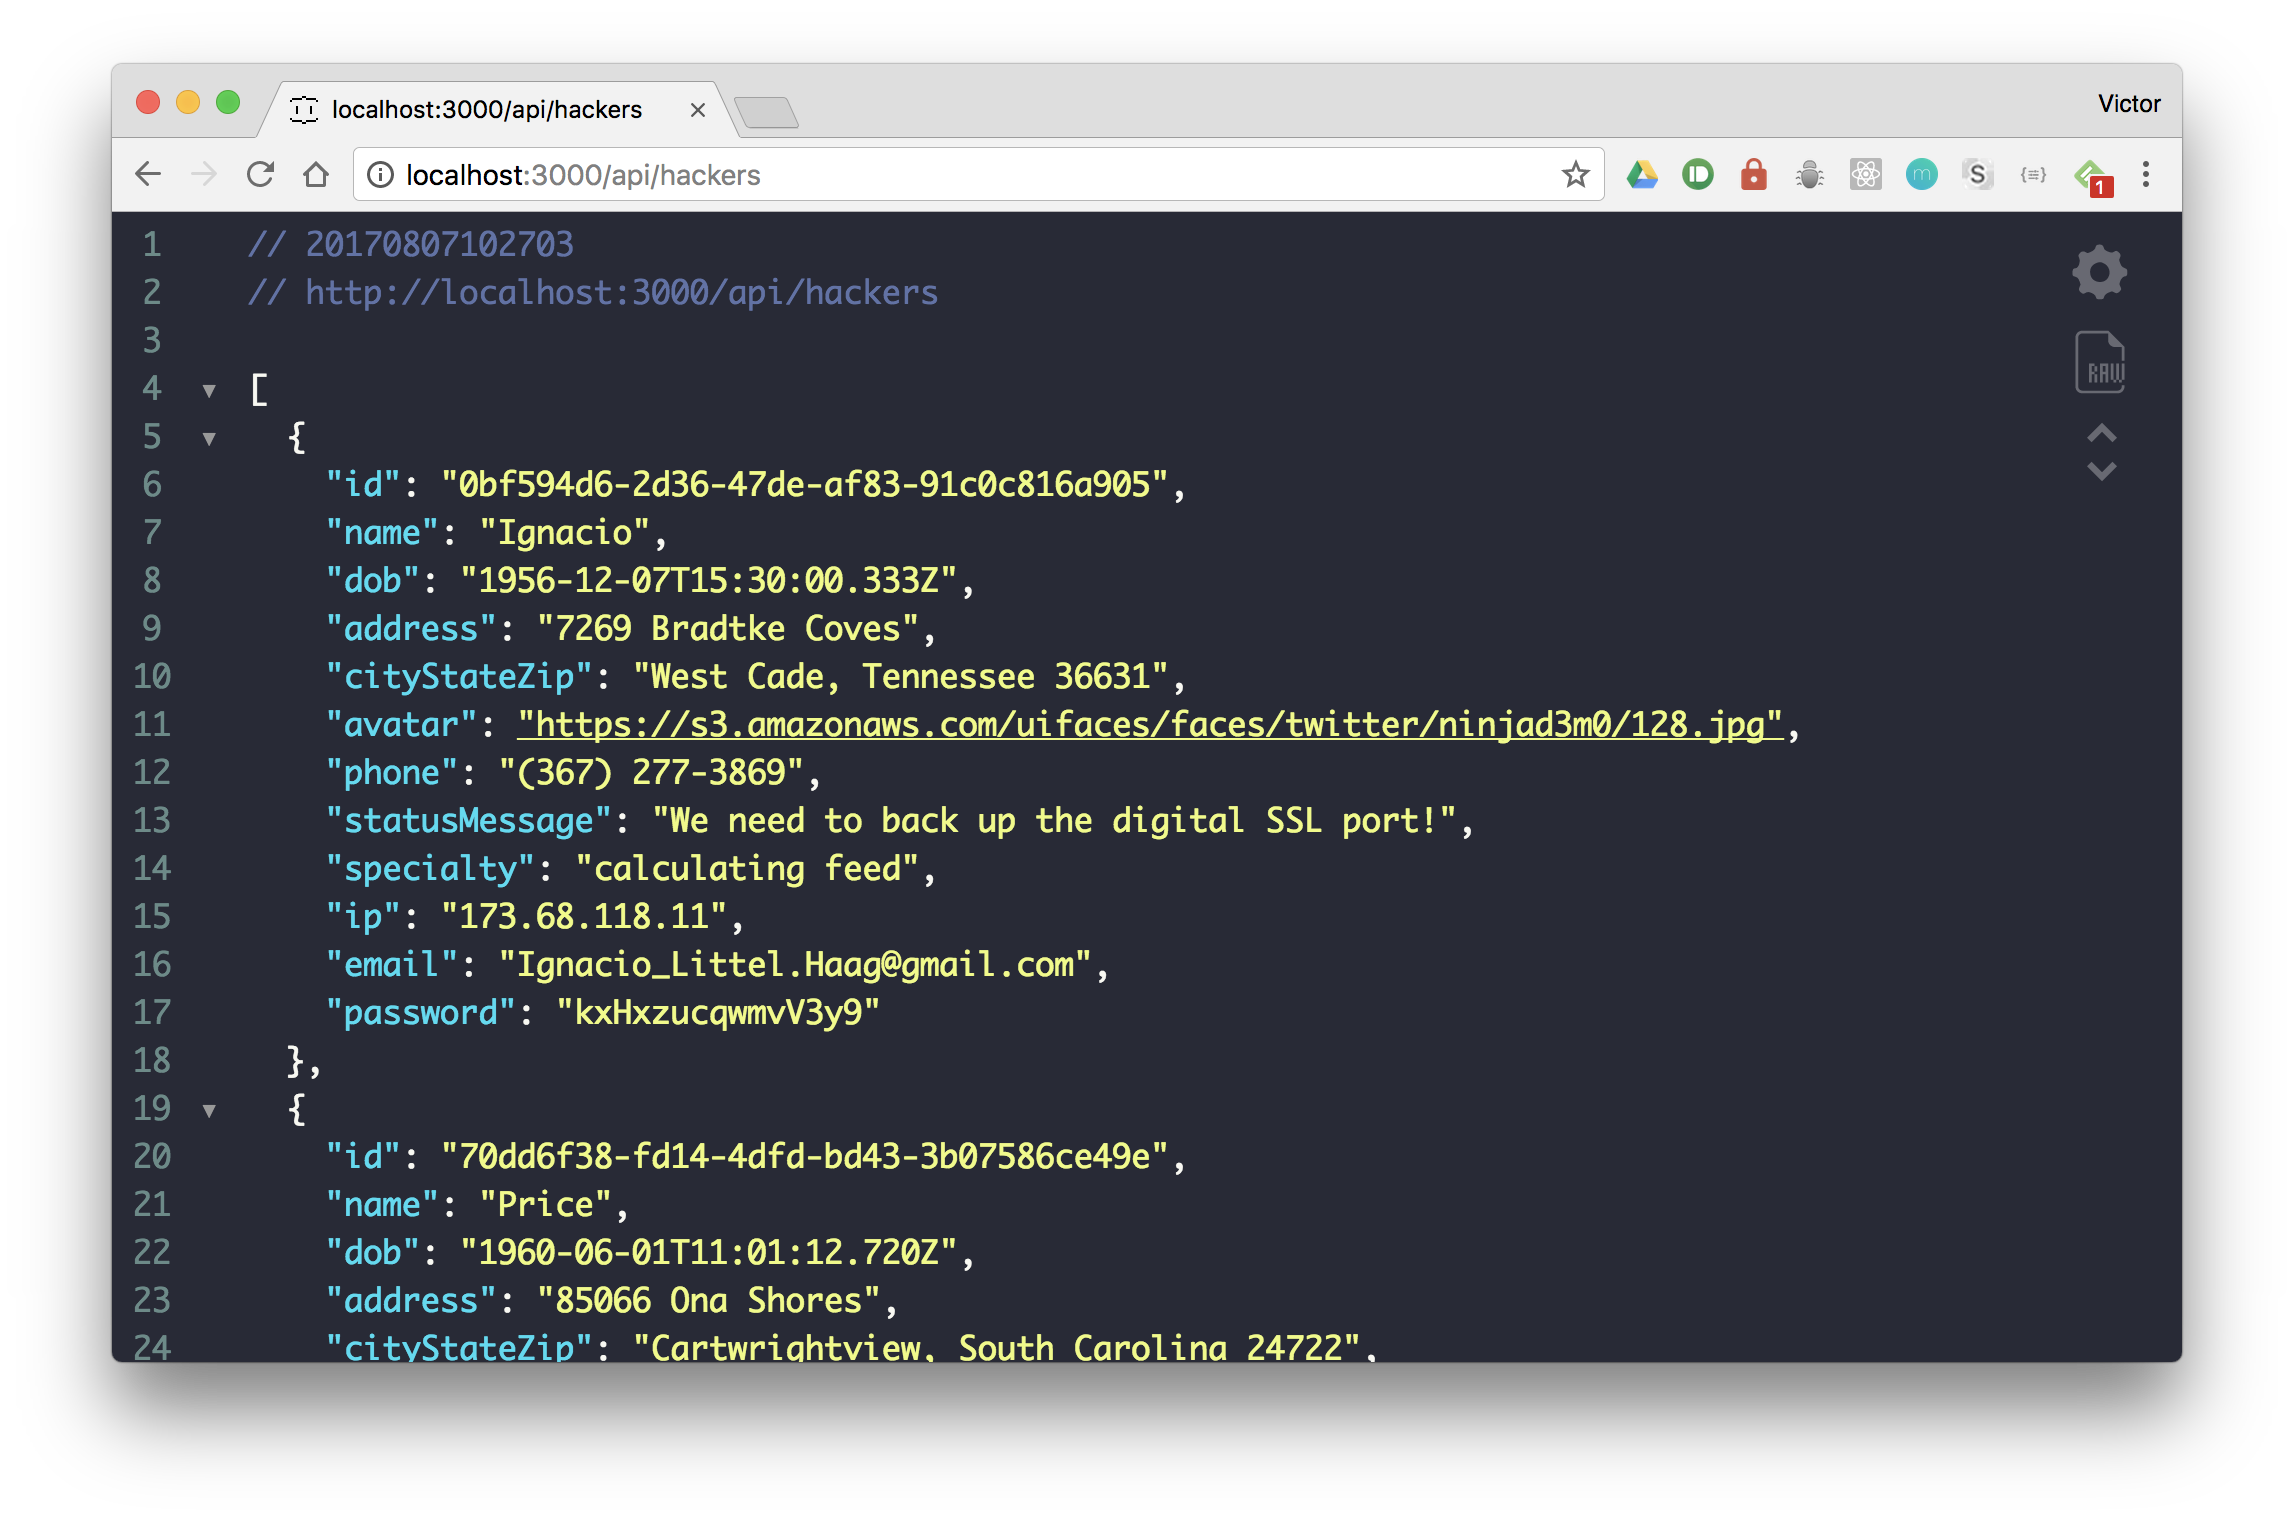 localhost:3000/api/hackers
Victor
localhost:3000/api/hackers
1
1 // 20170807102703
2 // http://localhost:3000/api/hackers
3
4 [
5 {
6 "id": "0bf594d6-2d36-47de-af83-91c0c816a905",
7 "name": "Ignacio",
8 "dob": "1956-12-07T15:30:00.333Z",
9 "address": "7269 Bradtke Coves",
10 "cityStateZip": "West Cade, Tennessee 36631",
11 "avatar": "https://s3.amazonaws.com/uifaces/faces/twitter/ninjad3m0/128.jpg",
12 "phone": "(367) 277-3869",
13 "statusMessage": "We need to back up the digital SSL port!",
14 "specialty": "calculating feed",
15 "ip": "173.68.118.11",
16 "email": "Ignacio_Littel.Haag@gmail.com",
17 "password": "kxHxzucqwmvV3y9"
18 },
19 {
20 "id": "70dd6f38-fd14-4dfd-bd43-3b07586ce49e",
21 "name": "Price",
22 "dob": "1960-06-01T11:01:12.720Z",
23 "address": "85066 Ona Shores",
24 "cityStateZip": "Cartwrightview, South Carolina 24722",
RAW